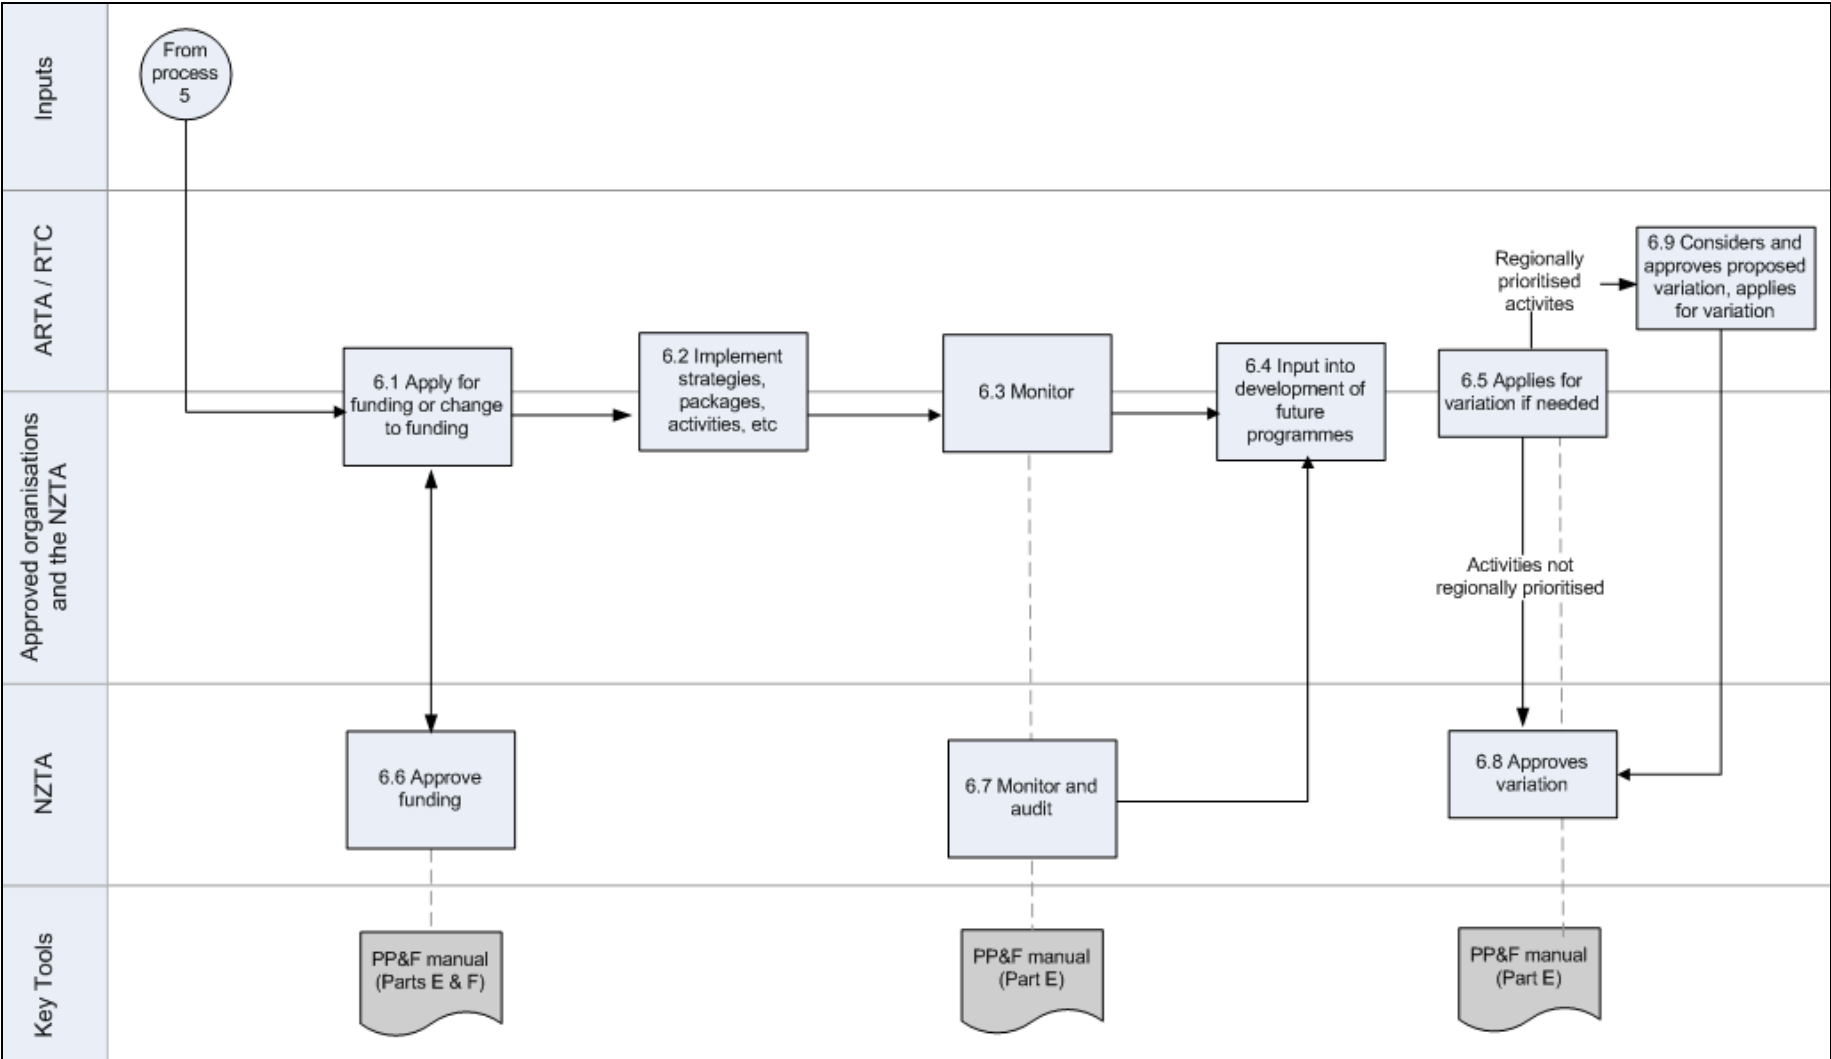 Inputs
From
process
5
ARTA / RTC
Regionally
prioritised
activites
6.9 Considers and
approves proposed
variation, applies
for variation
6.1 Apply for
funding or change
to funding
6.2 Implement
strategies,
packages,
activities, etc
6.3 Monitor
6.4 Input into
development of
future
programmes
6.5 Applies for
variation if needed
Approved organisations
and the NZTA
Activities not
regionally prioritised
NZTA
6.6 Approve
funding
6.7 Monitor and
audit
6.8 Approves
variation
Key Tools
PP&F manual
(Parts E & F)
PP&F manual
(Part E)
PP&F manual
(Part E)